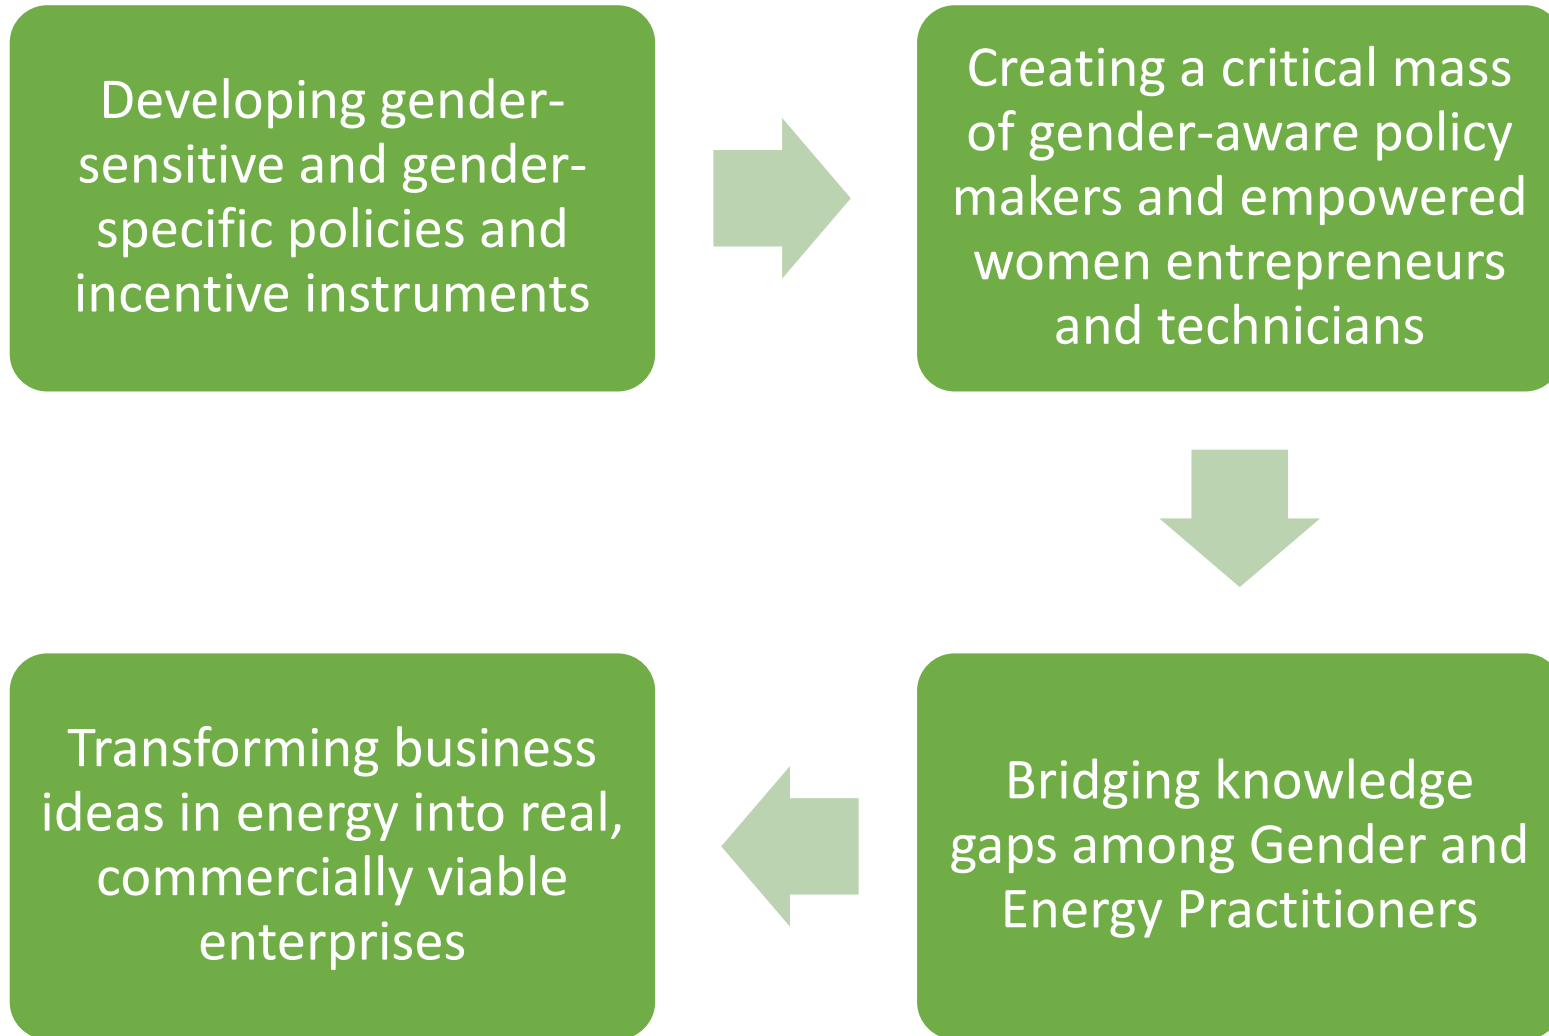 Developing gender-
sensitive and gender-
specific policies and
incentive instruments
Creating a critical mass
of gender-aware policy
makers and empowered
women entrepreneurs
and technicians
Bridging knowledge
gaps among Gender and
Energy Practitioners
Transforming business
ideas in energy into real,
commercially viable
enterprises